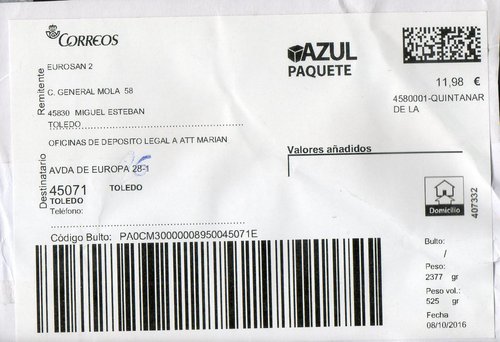 CORREOS
Remitente
EUROSAN 2
C. GENERAL MOLA 58
45830 MIGUEL ESTEBAN
TOLEDO
AZUL
PAQUETE
11,98 €
4580001-QUINTANAR
DE LA
Destinatario
OFICINAS DE DEPOSITO LEGAL A ATT MARIAN
AVDA DE EUROPA 28-1
45071 TOLEDO
TOLEDO
Teléfono:
Valores añadidos
Domicilio
407332
Código Bulto: PA0CM30000008950045071E
Bulto:
/
Peso:
2377 gr
Peso vol.:
525 gr
Fecha
08/10/2016